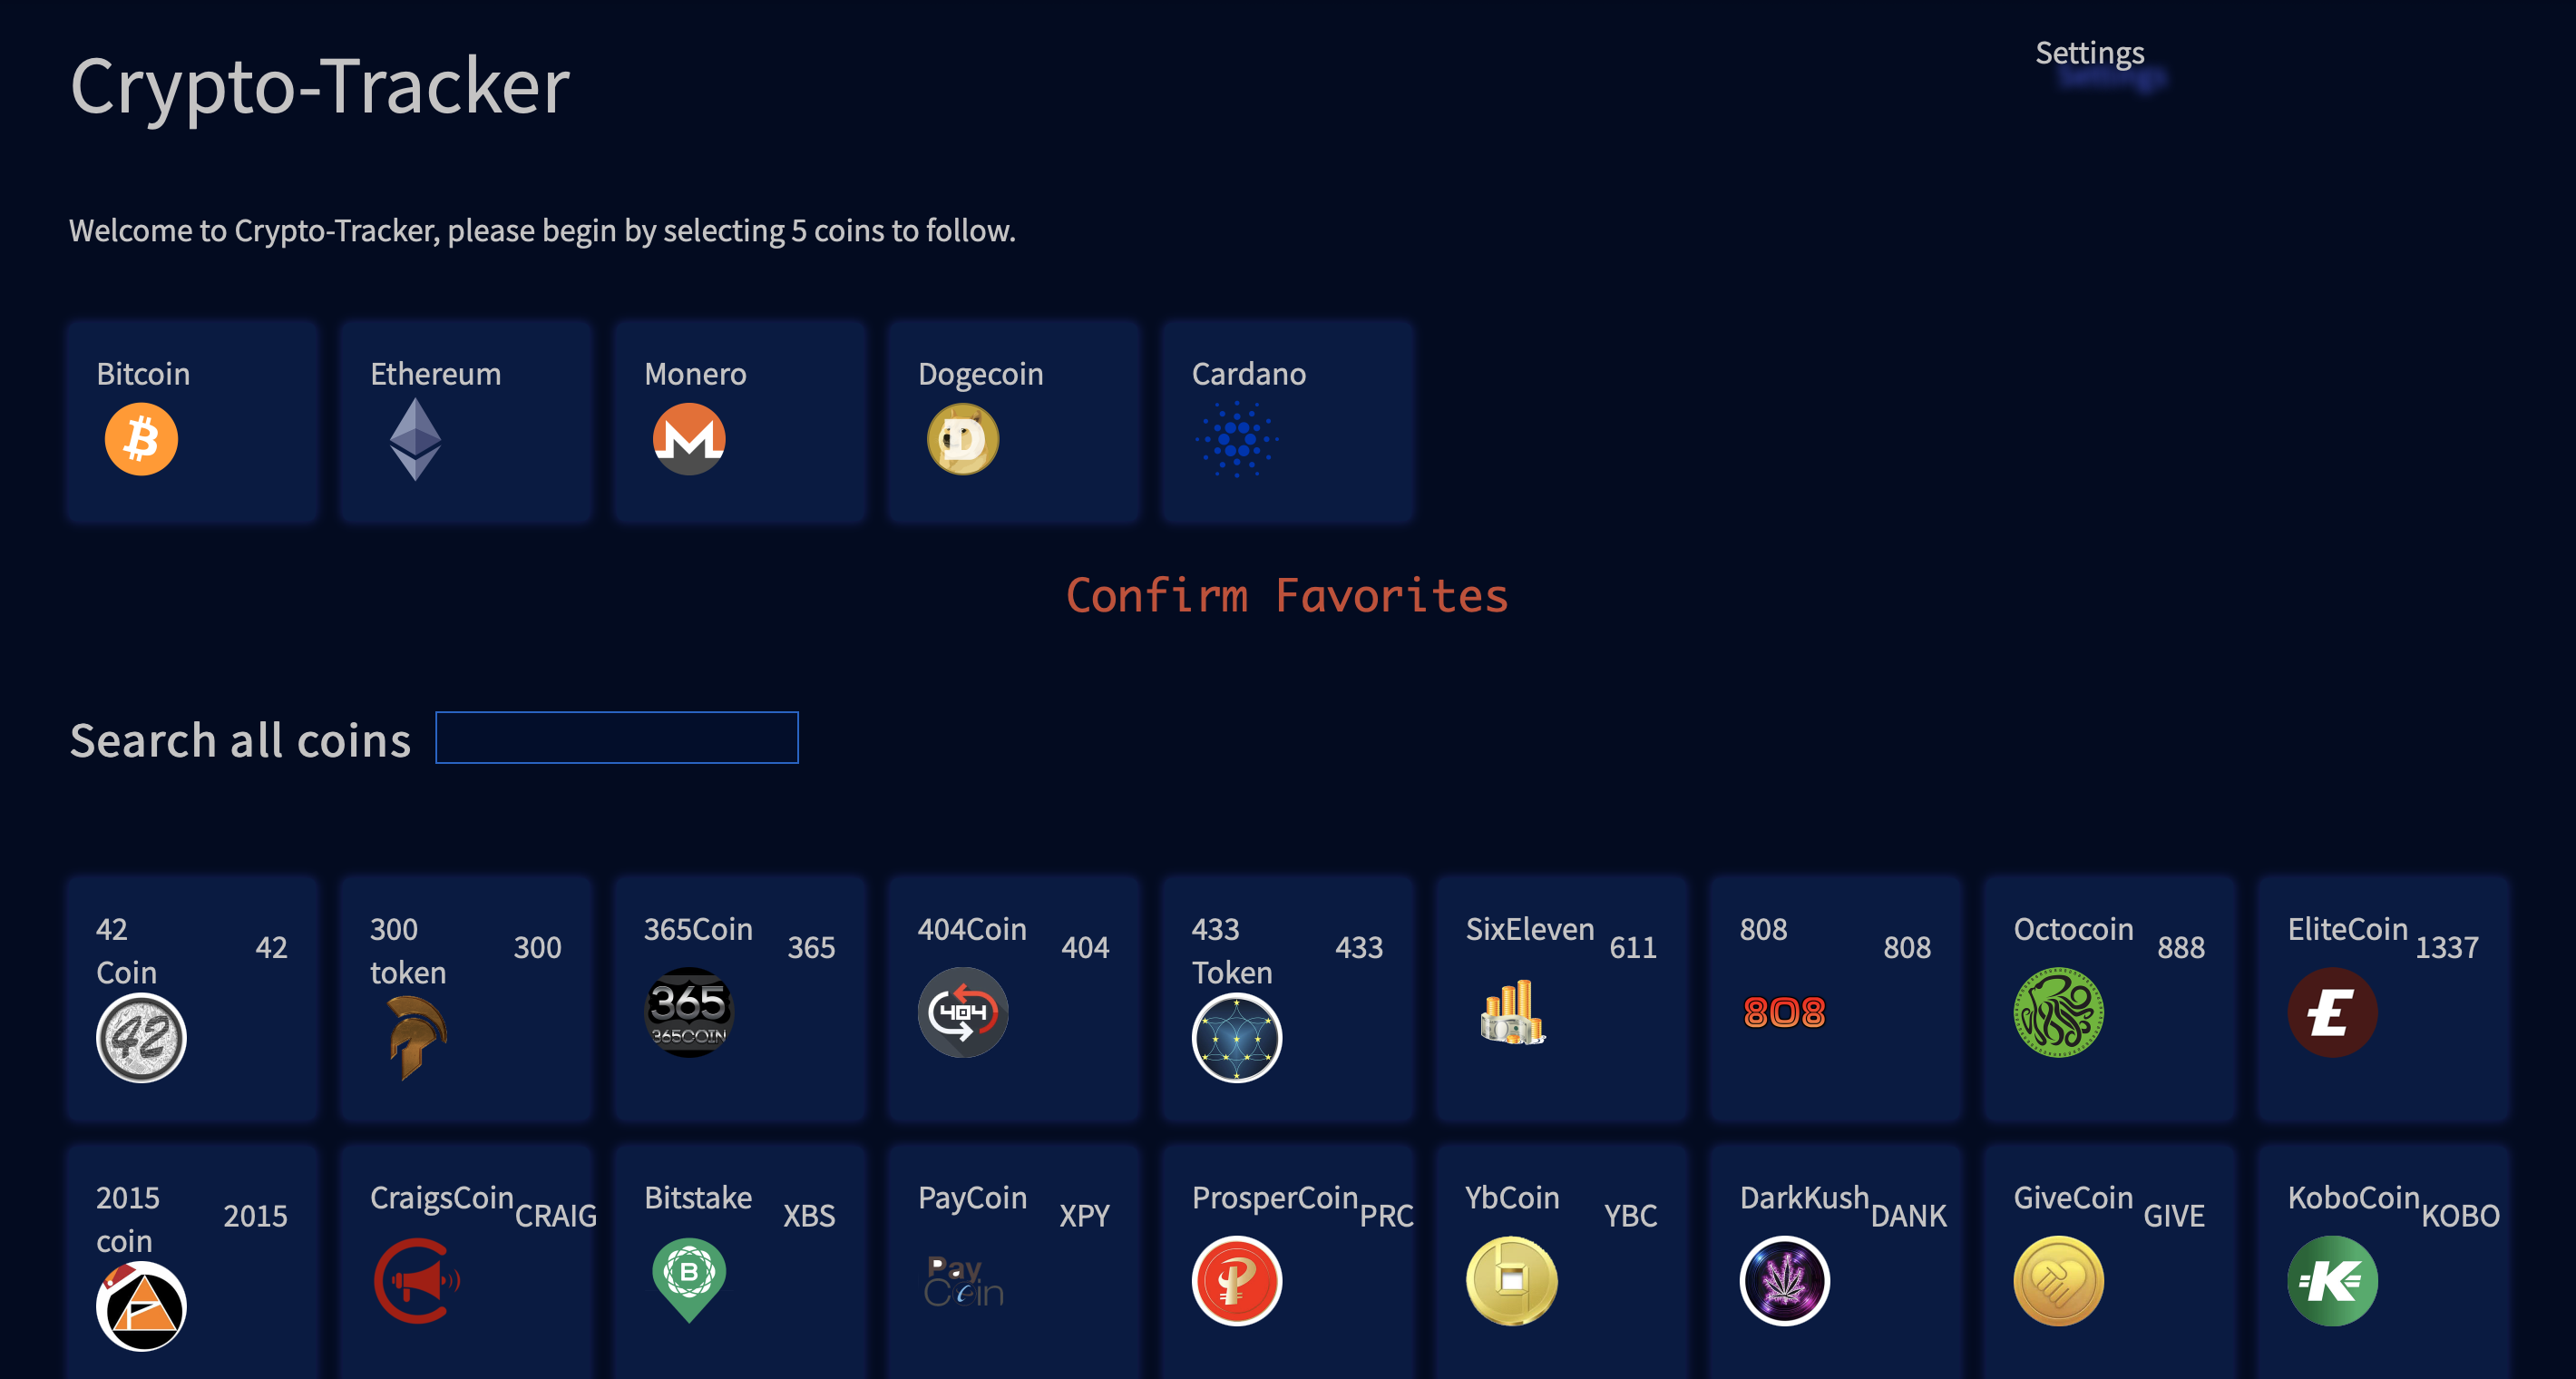 Crypto-Tracker
Settings
Welcome to Crypto-Tracker, please begin by selecting 5 coins to follow.
Bitcoin
Ethereum
Monero
Dogecoin
Cardano
Confirm Favorites
Search all coins
42
Coin
42
42
300
token
300
365Coin
365
365
365COIN
404Coin
404
404
433
Token
433
SixEleven
611
808
808
808
Octocoin
888
EliteCoin
1337
2015
coin
2015
CraigsCoin
CRAIG
Bitstake
XBS
B
PayCoin
XPY
Pay
Coin
ProsperCoin
PRC
YbCoin
YBC
DarkKush
DANK
GiveCoin
GIVE
KoboCoin
KOBO